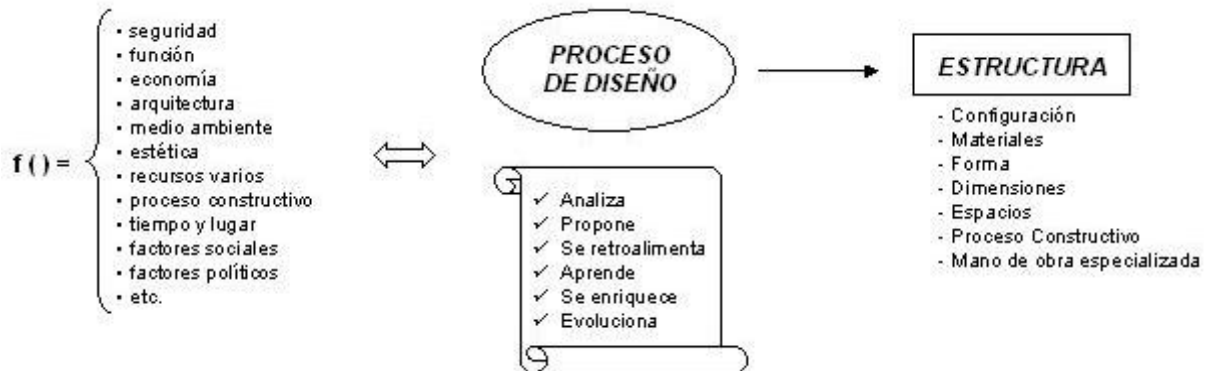 f ( ) =
• seguridad
• función
• economía
• arquitectura
• medio ambiente
• estética
• recursos varios
• proceso constructivo
• tiempo y lugar
• factores sociales
• factores políticos
• etc.
PROCESO
DE DISEÑO
✓ Analiza
✓ Propone
✓ Se retroalimenta
✓ Aprende
✓ Se enriquece
✓ Evoluciona
ESTRUCTURA
- Configuración
- Materiales
- Forma
- Dimensiones
- Espacios
- Proceso Constructivo
- Mano de obra especializada